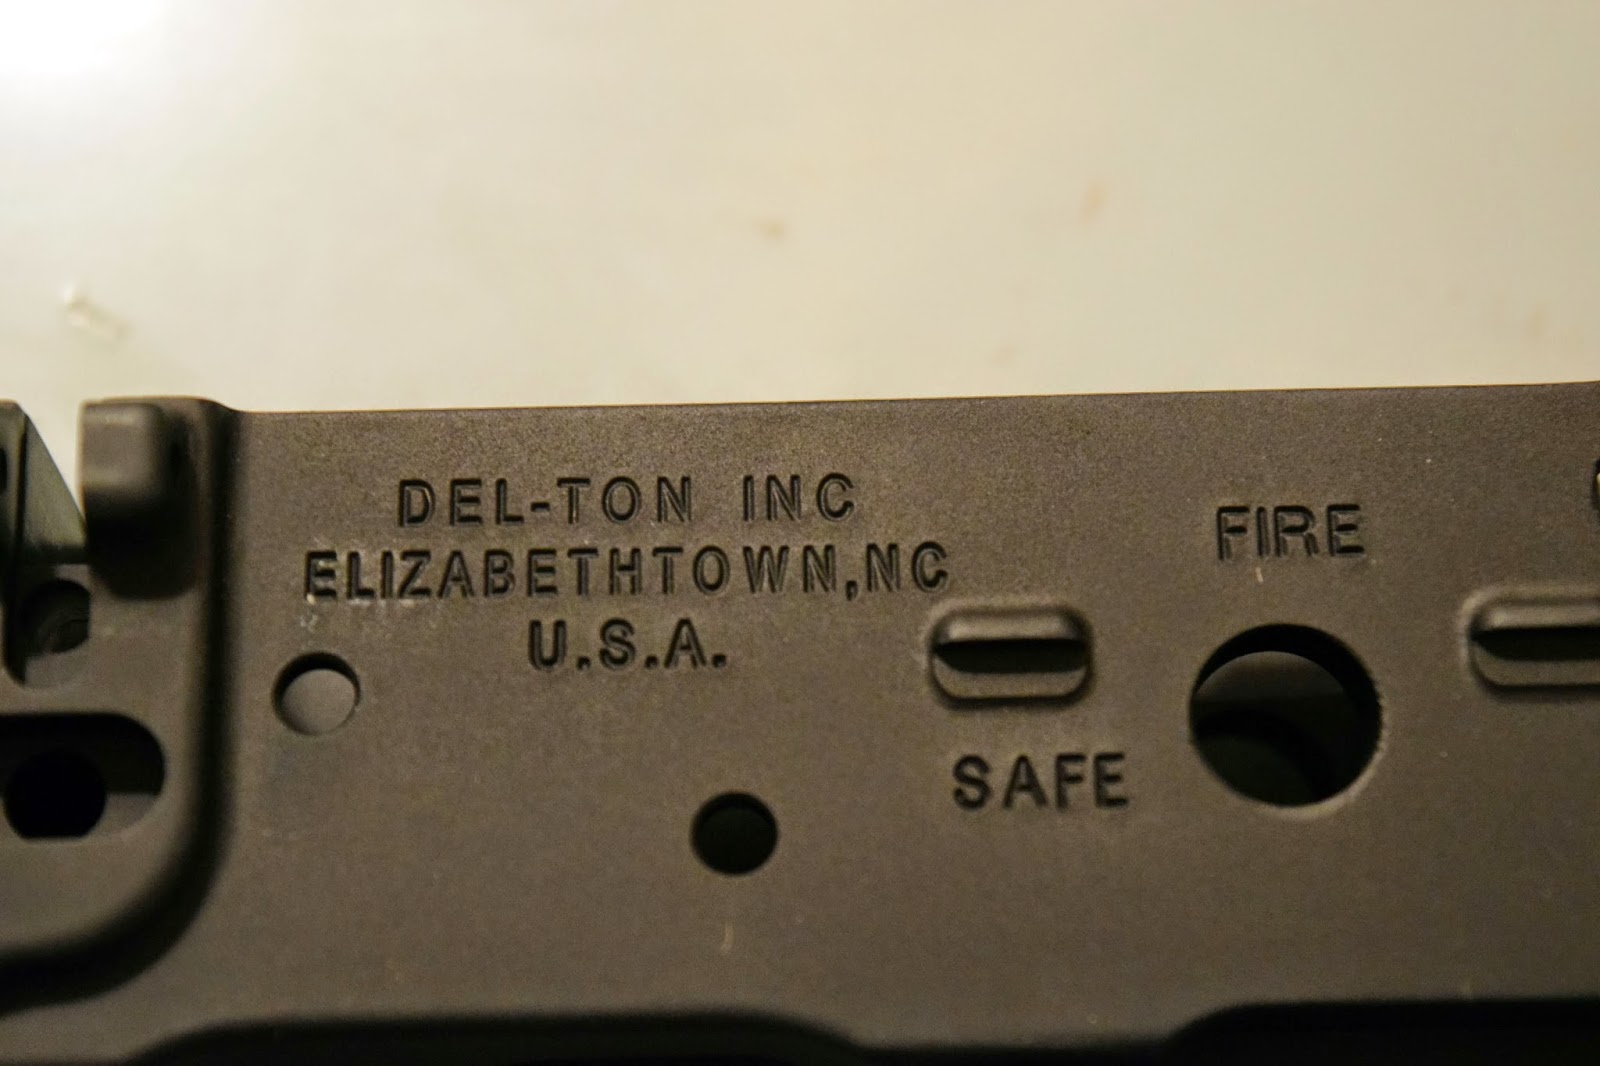 DEL-TON INC
ELIZABETHTOWN,NC
U.S.A.
FIRE
SAFE